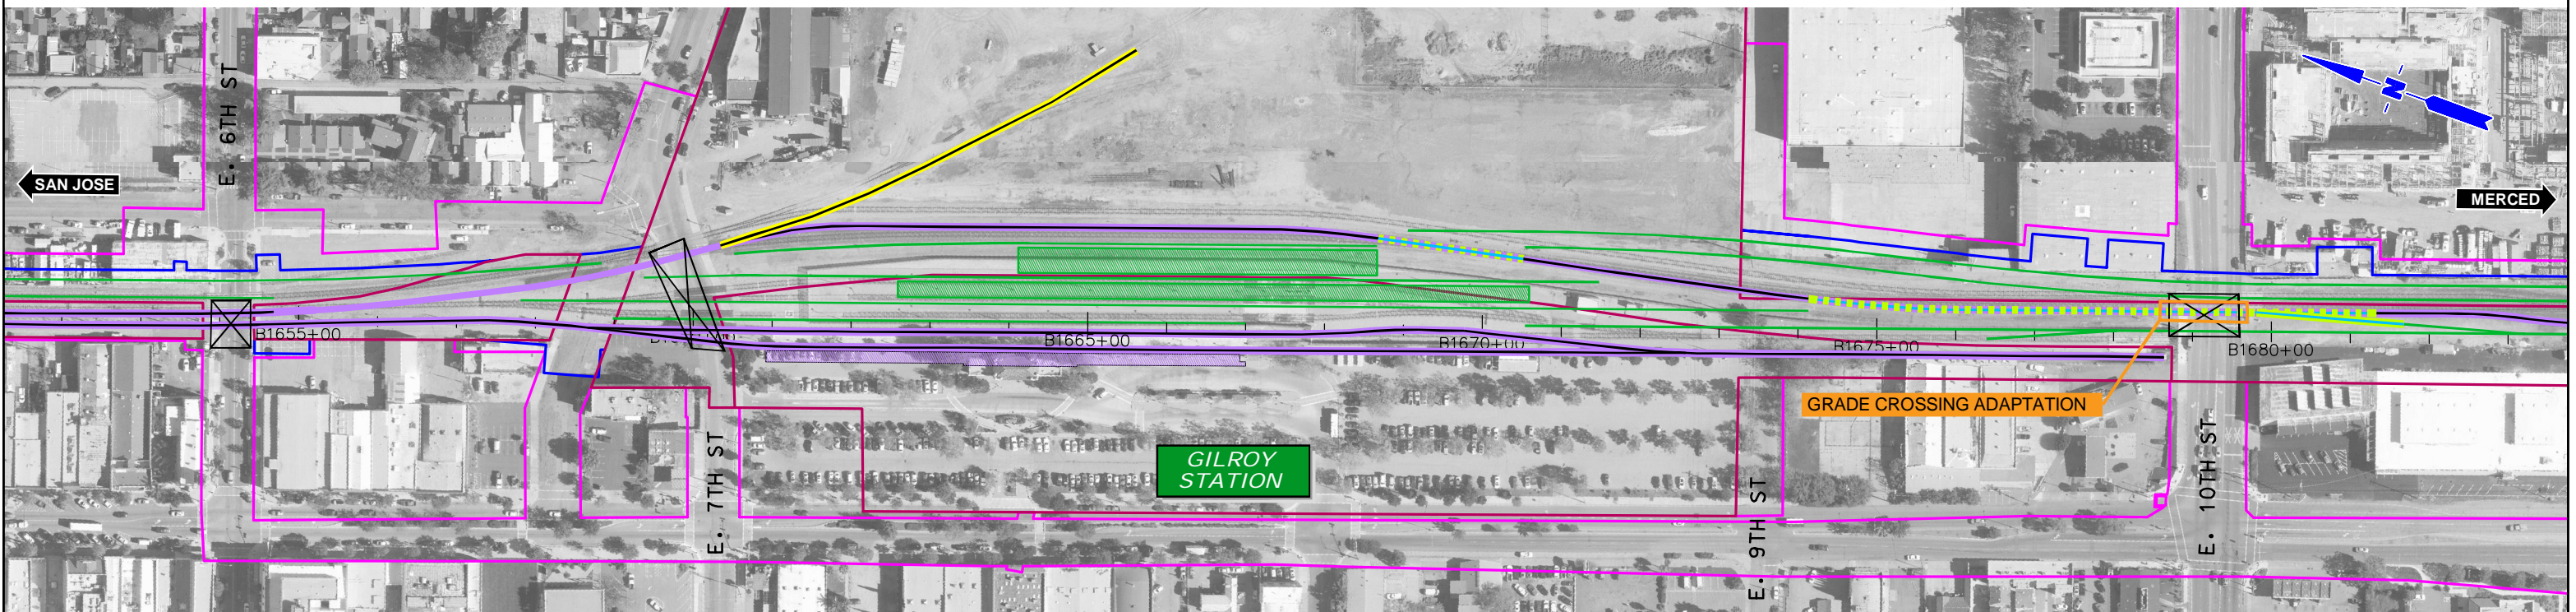 E. 6TH ST
SAN JOSE
N
MERCED
B1655+00
B1665+00
B1670+00
B1675+00
B1680+00
GRADE CROSSING ADAPTATION
GILROY
STATION
E. 7TH ST
E. 9TH ST
E. 10TH ST